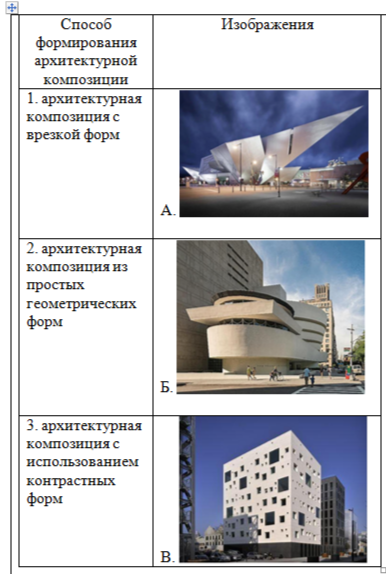 Способ
формирования
архитектурной
композиции
Изображения
1. архитектурная
композиция с
врезкой форм
А.
2. архитектурная
композиция из
простых
геометрических
форм
Б.
3. архитектурная
композиция с
использованием
контрастных
форм
В.